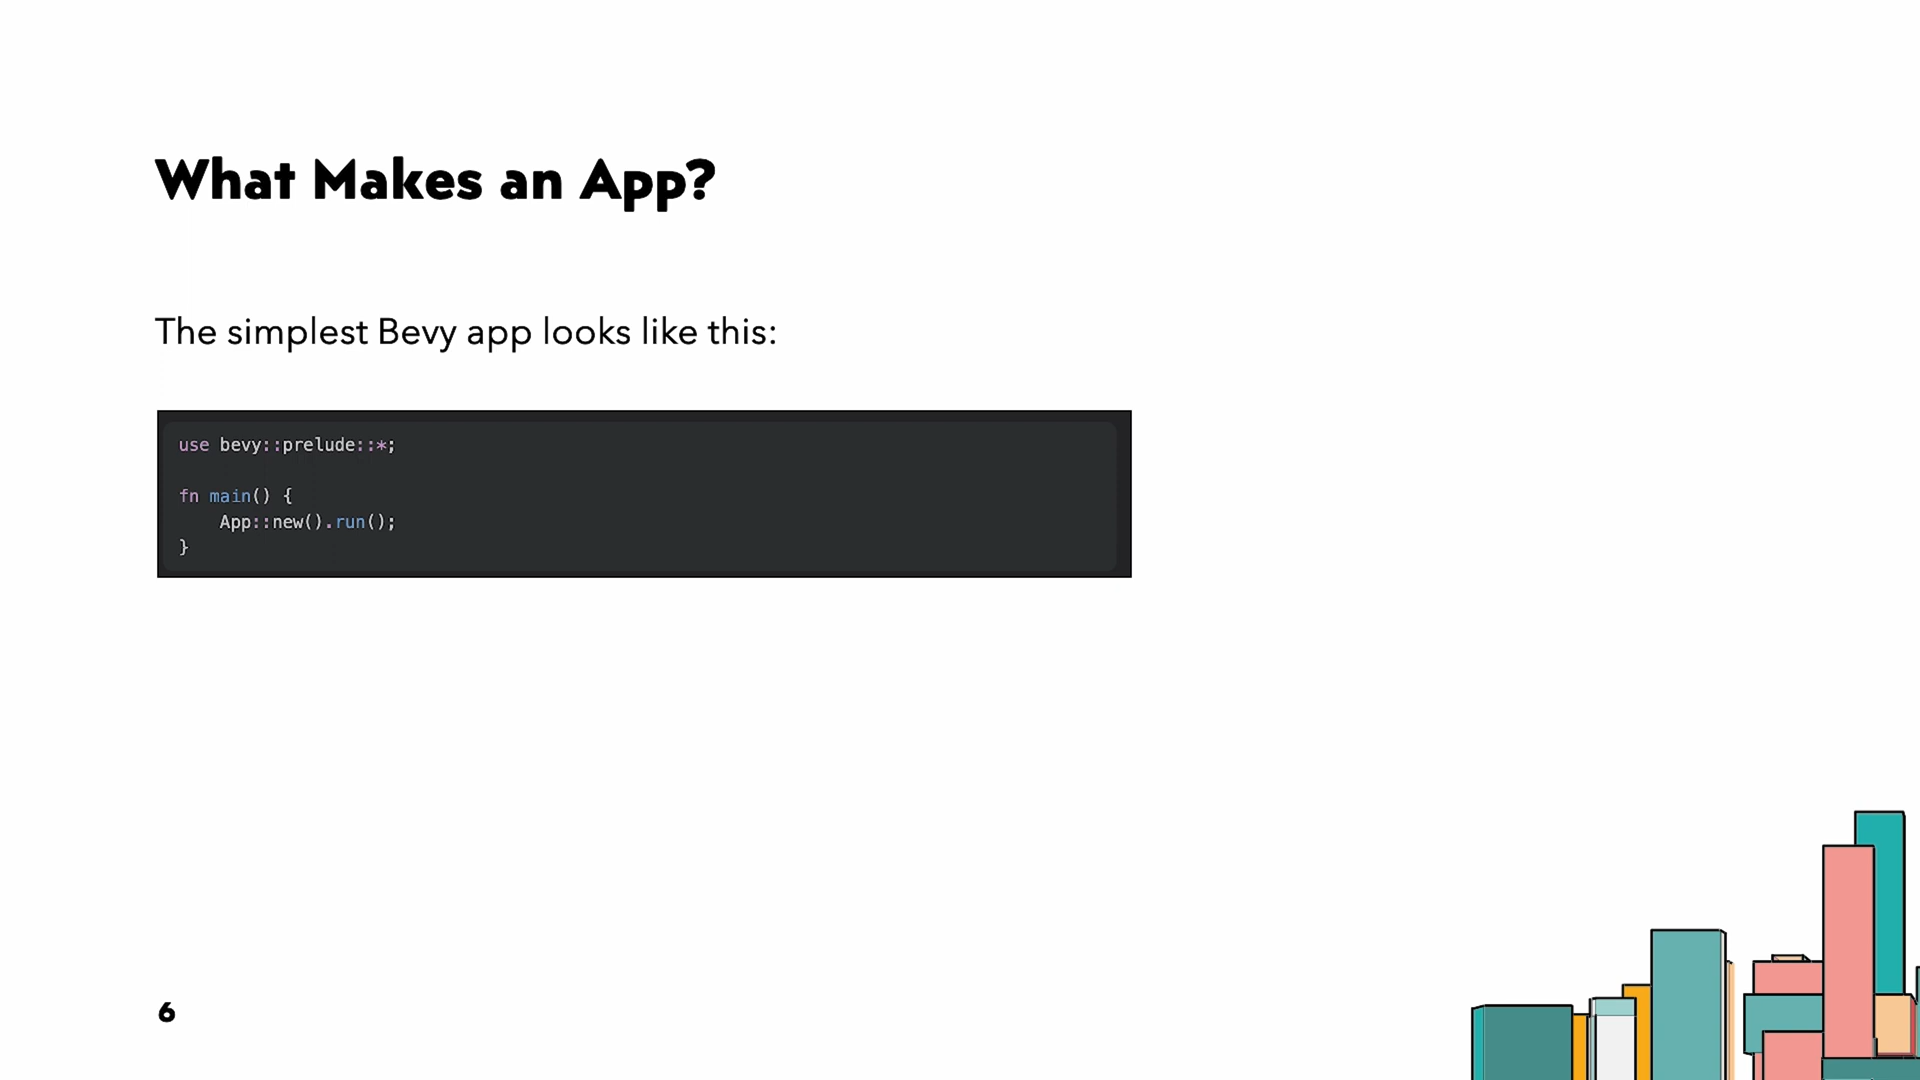 What Makes an App?
The simplest Bevy app looks like this:
use bevy::prelude::*;
fn main() {
    App::new().run();
}
6